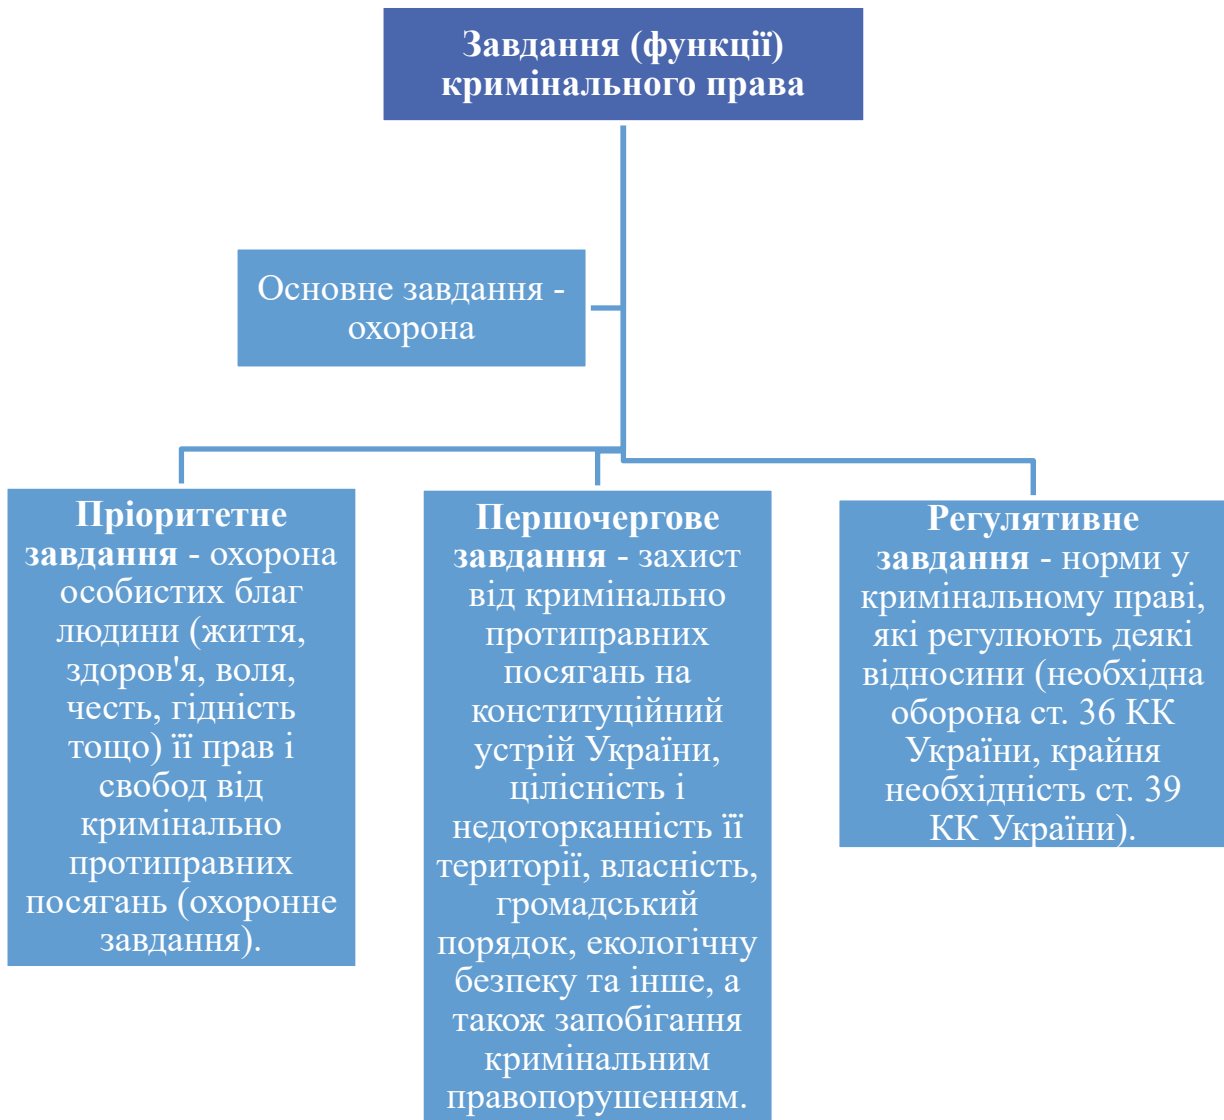 Завдання (функції)
кримінального права
Основне завдання -
охорона
Пріоритетне
завдання - охорона
особистих благ
людини (життя,
здоров'я, воля,
честь, гідність
тощо) її прав і
свобод від
кримінально
протиправних
посягань (охоронне
завдання).
Першочергове
завдання - захист
від кримінально
протиправних
посягань на
конституційний
устрій України,
цілісність і
недоторканність її
території, власність,
громадський
порядок, екологічну
безпеку та інше, а
також запобігання
кримінальним
правопорушенням.
Регулятивне
завдання - норми у
кримінальному праві,
які регулюють деякі
відносини (необхідна
оборона ст. 36 КК
України, крайня
необхідність ст. 39
КК України).